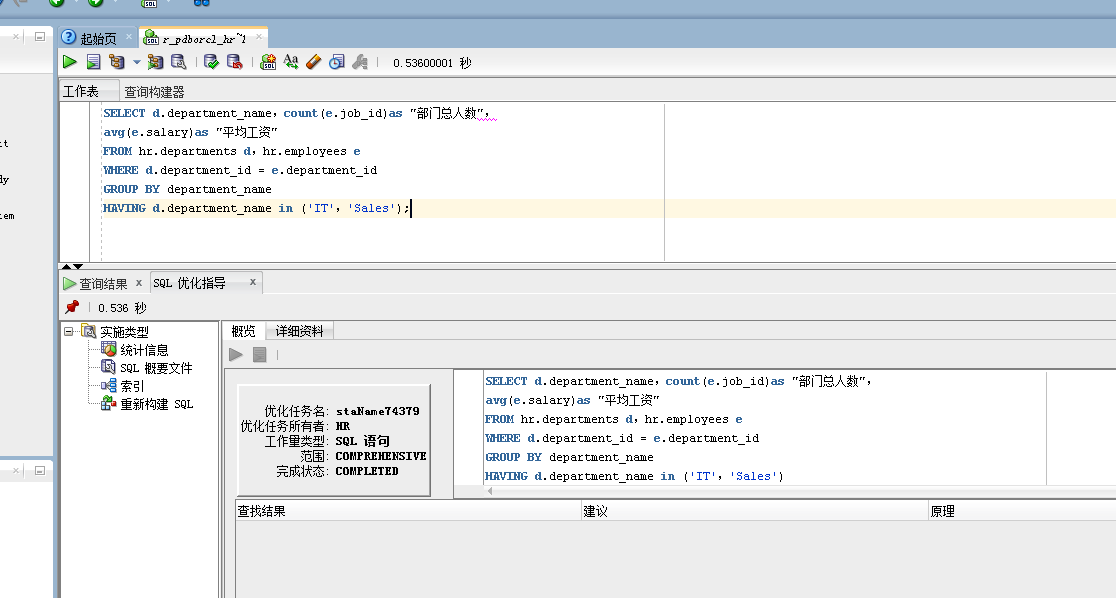 起始页
r_pdborcl_hr~1
0.53600001 秒
工作表
查询构建器
SELECT d.department_name，count(e.job_id)as "部门总人数"，
avg(e.salary)as "平均工资"
FROM hr.departments d，hr.employees e
WHERE d.department_id = e.department_id
GROUP BY department_name
HAVING d.department_name in ('IT'，'Sales');
查询结果
SQL 优化指导
0.536 秒
实施类型
统计信息
SQL 概要文件
索引
重新构建 SQL
概览
详细资料
优化任务名: staName74379
优化任务所有者: HR
工作量类型: SQL 语句
范围: COMPREHENSIVE
完成状态: COMPLETED
SELECT d.department_name，count(e.job_id)as "部门总人数"，
avg(e.salary)as "平均工资"
FROM hr.departments d，hr.employees e
WHERE d.department_id = e.department_id
GROUP BY department_name
HAVING d.department_name in ('IT'，'Sales')
查找结果
建议
原理